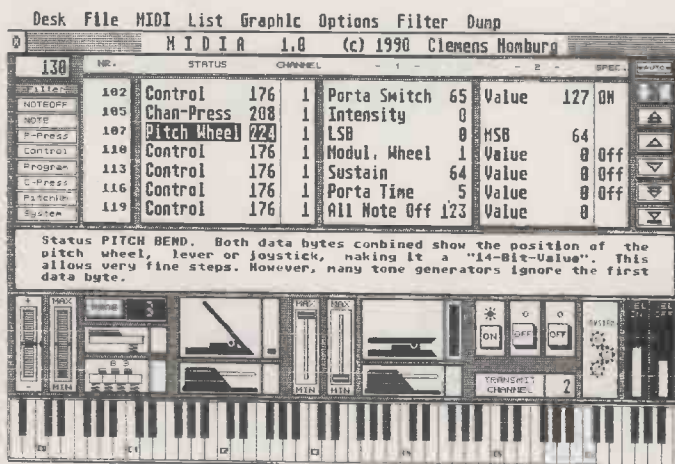 Desk File MIDI List Graphic Options Filter Dump
MIDIA 1.0 (c) 1990 Clemens Homburg
130 NR. STATUS CHANNEL - 1 - - 2 - SPEC.
102 Control 176 1 Porta Switch 65 Value 127 ON
105 Chan-Press 208 1 Intensity 0
107 Pitch Wheel 224 1 LSB 0 MSB 64
110 Control 176 1 Modul. Wheel 1 Value 0 Off
113 Control 176 1 Sustain 64 Value 0 Off
116 Control 176 1 Porta Time 5 Value 0 Off
119 Control 176 1 All Note Off 123 Value 0
Filter
NOTEOFF
NOTE
P-Press
Control
Program
C-Press
PitchWh
System
Status PITCH BEND. Both data bytes combined show the position of the
pitch wheel, lever or joystick, making it a "14-Bit-Value". This
allows very fine steps. However, many tone generators ignore the first
data byte.
+ MAX MAX MAX
ON OFF OFF
- MIN MIN MIN
TRANSMIT
CHANNEL 2
C1 C2 C3 C4